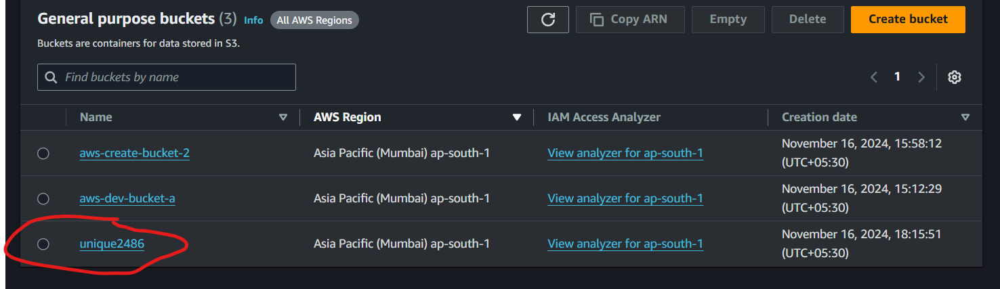 General purpose buckets (3) Info All AWS Regions Copy ARN Empty Delete Create bucket
Buckets are containers for data stored in S3.
Find buckets by name 1
Name AWS Region IAM Access Analyzer Creation date
aws-create-bucket-2 Asia Pacific (Mumbai) ap-south-1 View analyzer for ap-south-1 November 16, 2024, 15:58:12
(UTC+05:30)
aws-dev-bucket-a Asia Pacific (Mumbai) ap-south-1 View analyzer for ap-south-1 November 16, 2024, 15:12:29
(UTC+05:30)
unique2486 Asia Pacific (Mumbai) ap-south-1 View analyzer for ap-south-1 November 16, 2024, 18:15:51
(UTC+05:30)